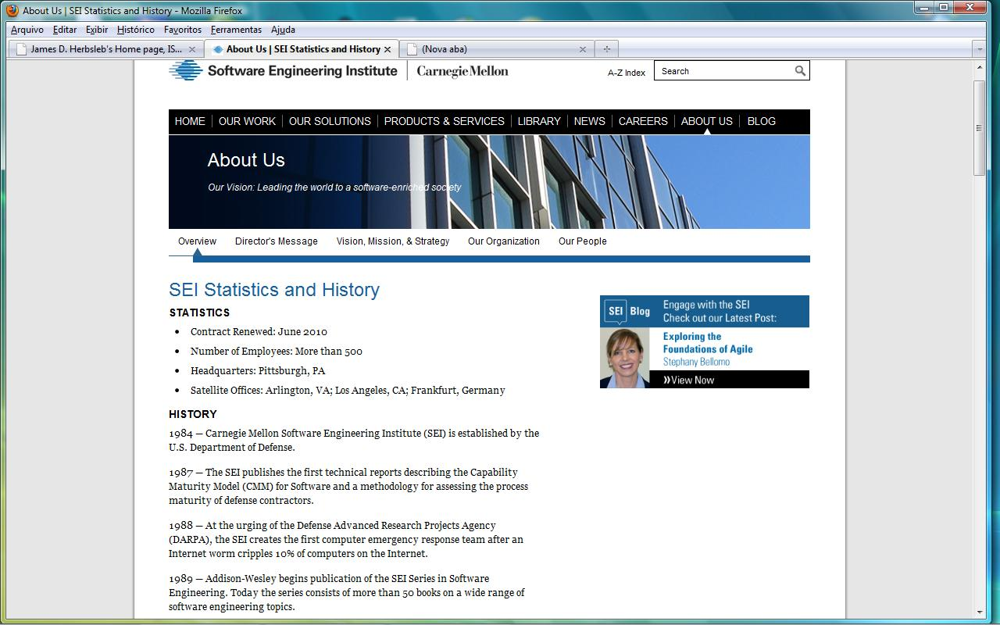 About Us | SEI Statistics and History - Mozilla Firefox
Arquivo Editar Exibir Histórico Favoritos Ferramentas Ajuda
James D. Herbsleb's Home page, IS... About Us | SEI Statistics and History (Nova aba)
Software Engineering Institute Carnegie Mellon A-Z Index Search
HOME OUR WORK OUR SOLUTIONS PRODUCTS & SERVICES LIBRARY NEWS CAREERS ABOUT US BLOG
About Us
Our Vision: Leading the world to a software-enriched society
Overview Director's Message Vision, Mission, & Strategy Our Organization Our People
SEI Statistics and History
STATISTICS
• Contract Renewed: June 2010
• Number of Employees: More than 500
• Headquarters: Pittsburgh, PA
• Satellite Offices: Arlington, VA; Los Angeles, CA; Frankfurt, Germany
HISTORY
1984 — Carnegie Mellon Software Engineering Institute (SEI) is established by the
U.S. Department of Defense.
1987 — The SEI publishes the first technical reports describing the Capability
Maturity Model (CMM) for Software and a methodology for assessing the process
maturity of defense contractors.
1988 — At the urging of the Defense Advanced Research Projects Agency
(DARPA), the SEI creates the first computer emergency response team after an
Internet worm cripples 10% of computers on the Internet.
1989 — Addison-Wesley begins publication of the SEI Series in Software
Engineering. Today the series consists of more than 50 books on a wide range of
software engineering topics.
SEI Blog
Engage with the SEI
Check out our Latest Post:
Exploring the
Foundations of Agile
Stephany Bellomo
»View Now